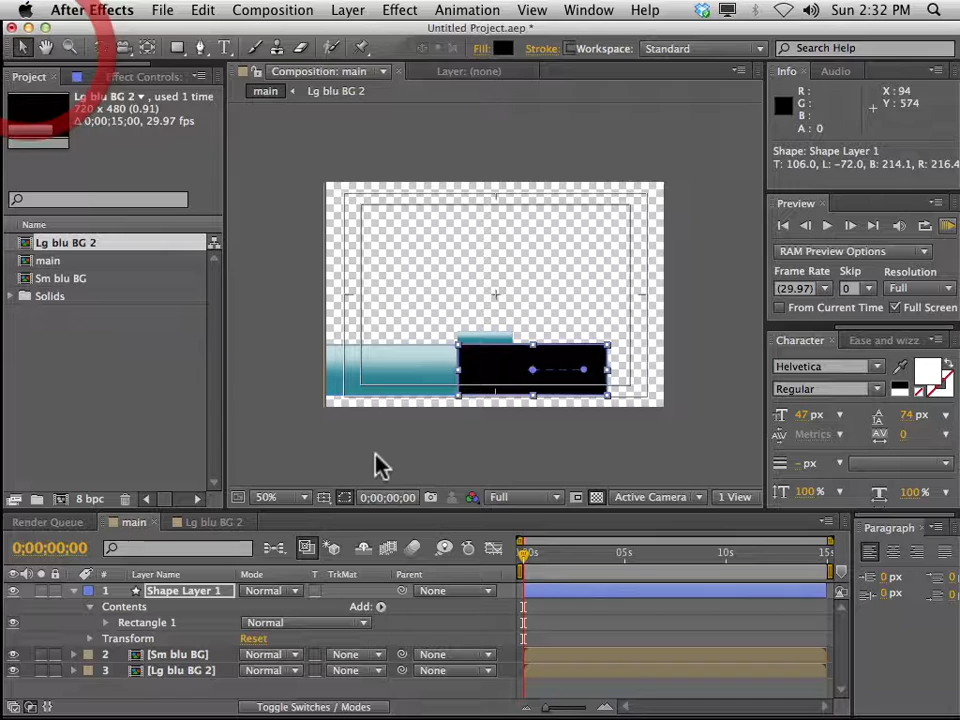 After Effects File Edit Composition Layer Effect Animation View Window Help Sun 2:32 PM
Untitled Project.aep *
Fill: Stroke: Workspace: Standard Search Help
Project Effect Controls: Composition: main Layer: (none) Info Audio
main Lg blu BG 2
Lg blu BG 2 , used 1 time
720 x 480 (0.91)
Δ 0;00;15;00, 29.97 fps
R : X : 94
G : Y : 574
B :
A : 0
Shape: Shape Layer 1
T: 106.0, L: -72.0, B: 214.1, R: 216.4
Preview
RAM Preview Options
Frame Rate Skip Resolution
(29.97) 0 Full
From Current Time Full Screen
Name
Lg blu BG 2
main
Sm blu BG
Solids
Character Ease and wizz
Helvetica
Regular
47 px 74 px
Metrics 0
- px
100 % 100 %
8 bpc 50% 0;00;00;00 Full Active Camera 1 View
Render Queue main Lg blu BG 2 Paragraph
0;00;00;00 00s 05s 10s 15s
# Layer Name Mode T TrkMat Parent
1 Shape Layer 1 Normal None
Contents Add:
Rectangle 1 Normal
Transform Reset
2 [Sm blu BG] Normal None None
3 [Lg blu BG 2] Normal None None
0 px 0
0 px 0
Toggle Switches / Modes